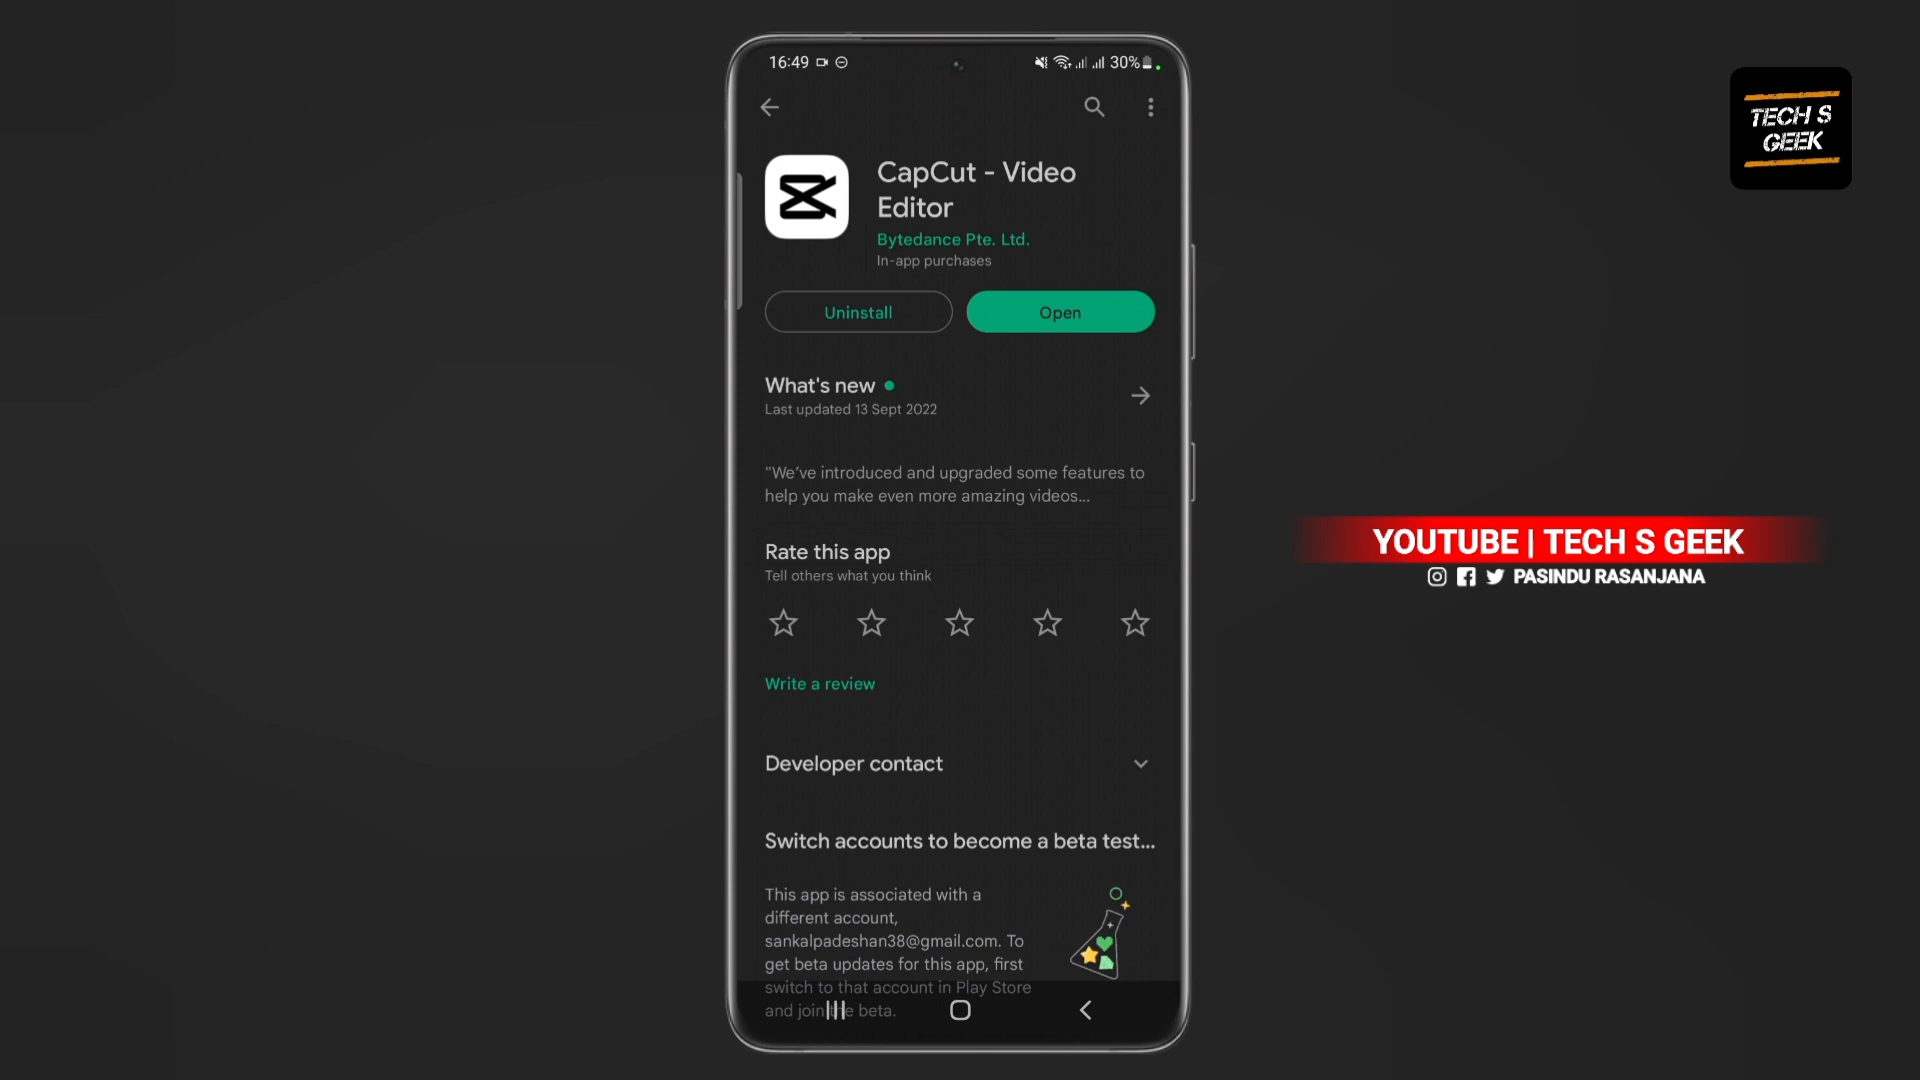 16:49
30%
TECH S
GEEK
CapCut - Video
Editor
Bytedance Pte. Ltd.
In-app purchases
Uninstall
Open
What's new
Last updated 13 Sept 2022
"We've introduced and upgraded some features to
help you make even more amazing videos...
YOUTUBE | TECH S GEEK
PASINDU RASANJANA
Rate this app
Tell others what you think
Write a review
Developer contact
Switch accounts to become a beta test...
This app is associated with a
different account,
sankalpadeshan38@gmail.com. To
get beta updates for this app, first
switch to that account in Play Store
and join the beta.